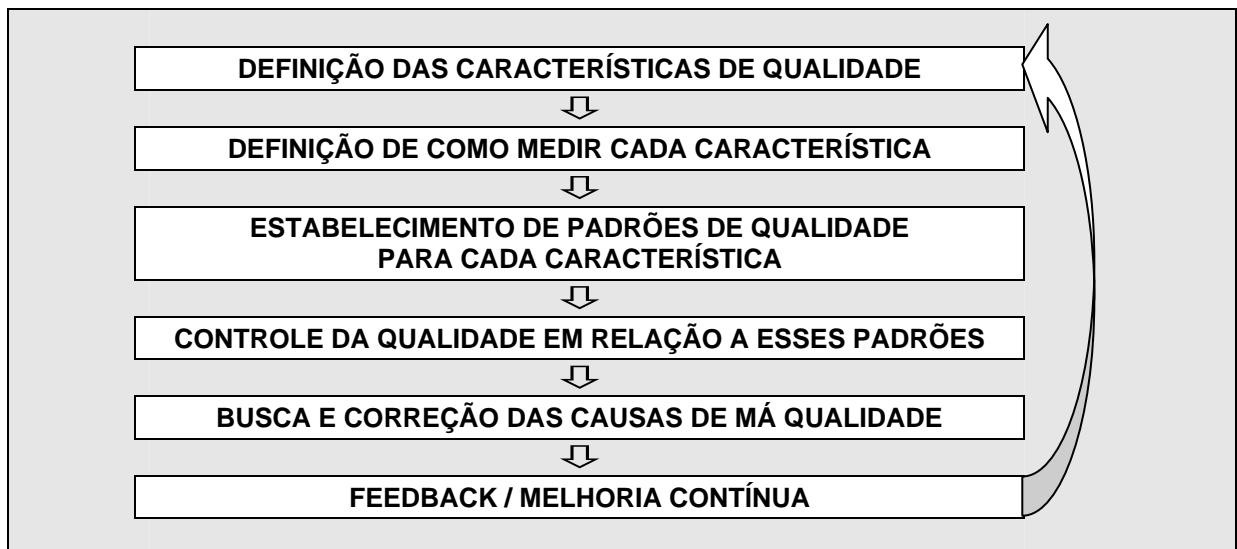 DEFINIÇÃO DAS CARACTERÍSTICAS DE QUALIDADE
DEFINIÇÃO DE COMO MEDIR CADA CARACTERÍSTICA
ESTABELECIMENTO DE PADRÕES DE QUALIDADE
PARA CADA CARACTERÍSTICA
CONTROLE DA QUALIDADE EM RELAÇÃO A ESSES PADRÕES
BUSCA E CORREÇÃO DAS CAUSAS DE MÁ QUALIDADE
FEEDBACK / MELHORIA CONTÍNUA